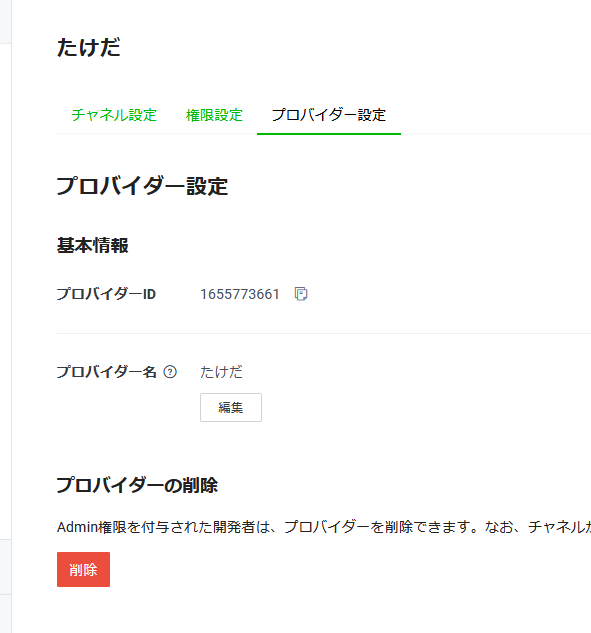 たけだ
チャネル設定 権限設定 プロバイダー設定
プロバイダー設定
基本情報
プロバイダーID 1655773661
プロバイダー名 ? たけだ
編集
プロバイダーの削除
Admin権限を付与された開発者は、プロバイダーを削除できます。なお、チャネルが
削除